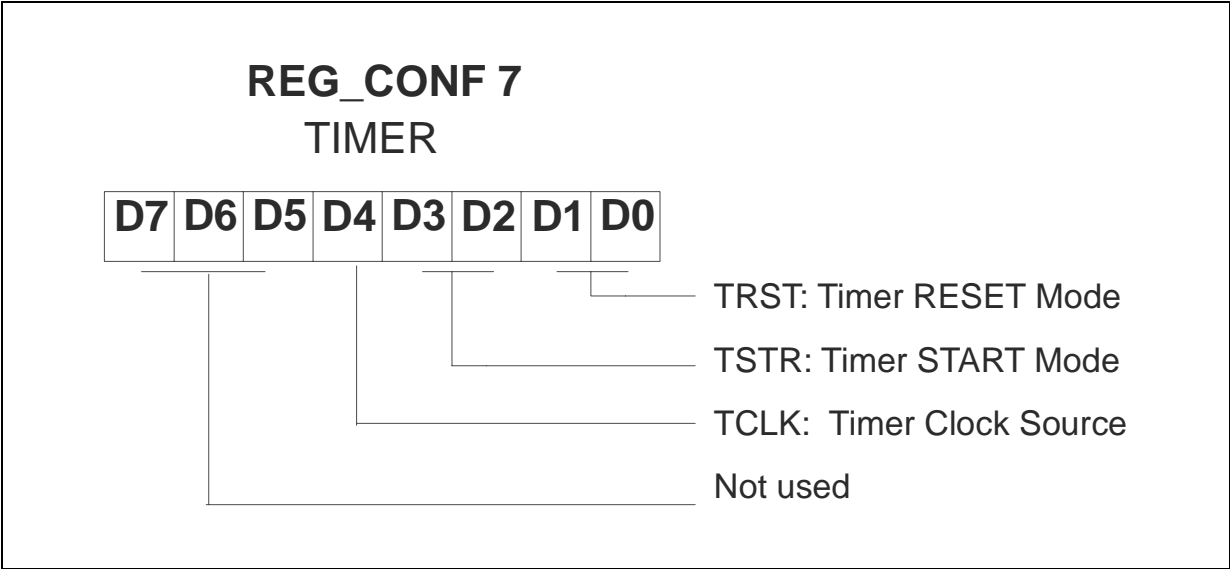 REG_CONF 7
TIMER
D7 D6 D5 D4 D3 D2 D1 D0
TRST: Timer RESET Mode
TSTR: Timer START Mode
TCLK: Timer Clock Source
Not used